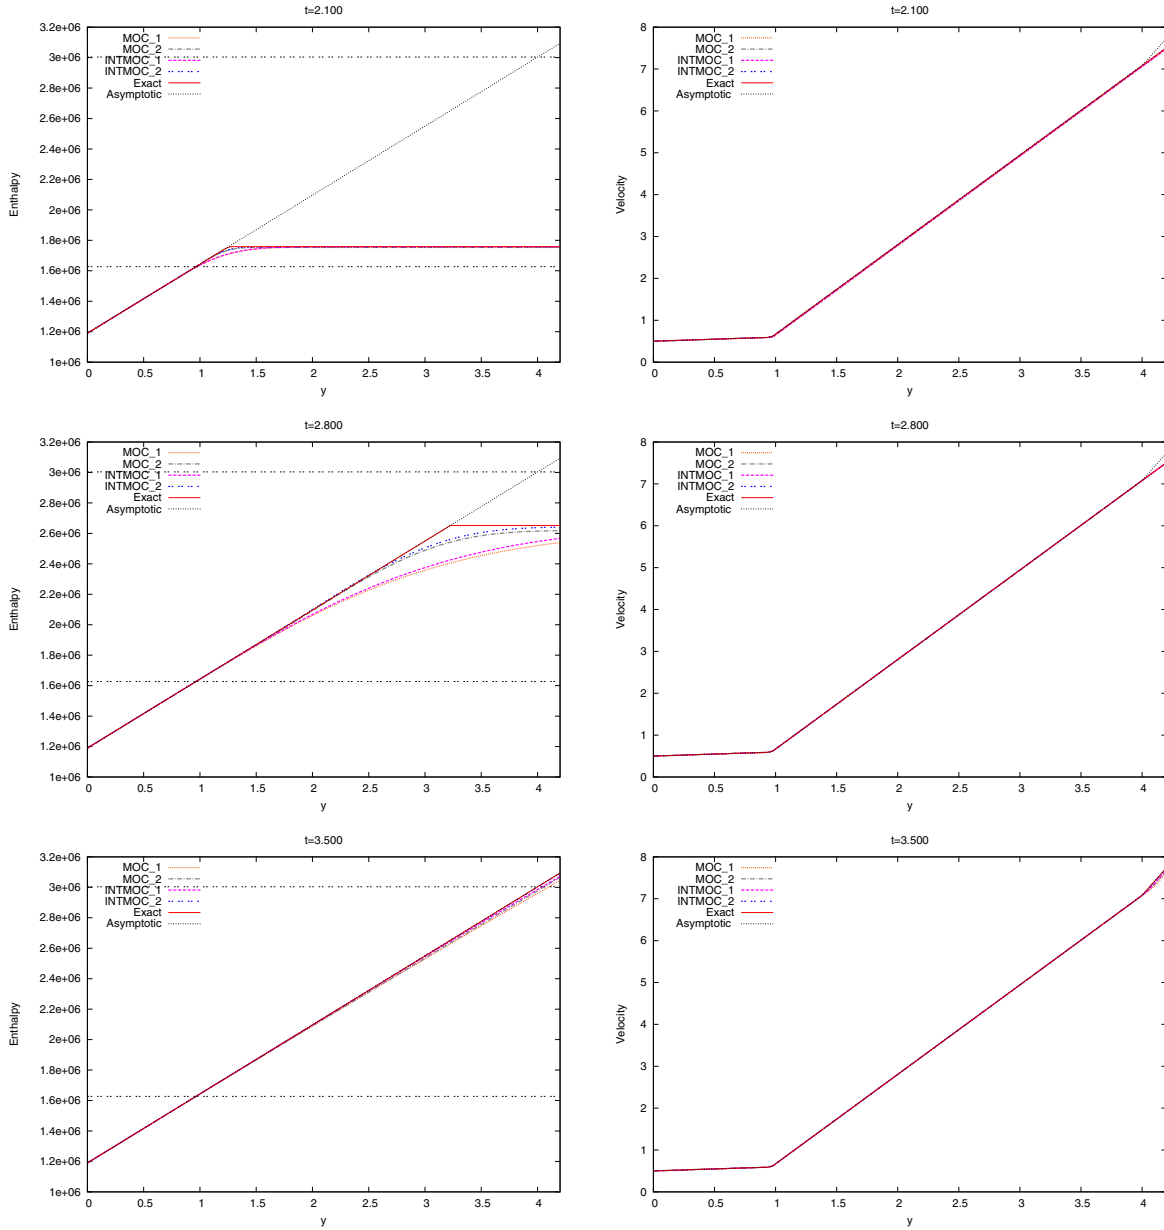 t=2.100
3.2e+06
3e+06
2.8e+06
2.6e+06
2.4e+06
2.2e+06
2e+06
1.8e+06
1.6e+06
1.4e+06
1.2e+06
1e+06
Enthalpy
MOC_1
MOC_2
INTMOC_1
INTMOC_2
Exact
Asymptotic
0 0.5 1 1.5 2 2.5 3 3.5 4
y
t=2.100
8
7
6
5
4
3
2
1
0
Velocity
MOC_1
MOC_2
INTMOC_1
INTMOC_2
Exact
Asymptotic
0 0.5 1 1.5 2 2.5 3 3.5 4
y
t=2.800
3.2e+06
3e+06
2.8e+06
2.6e+06
2.4e+06
2.2e+06
2e+06
1.8e+06
1.6e+06
1.4e+06
1.2e+06
1e+06
Enthalpy
MOC_1
MOC_2
INTMOC_1
INTMOC_2
Exact
Asymptotic
0 0.5 1 1.5 2 2.5 3 3.5 4
y
t=2.800
8
7
6
5
4
3
2
1
0
Velocity
MOC_1
MOC_2
INTMOC_1
INTMOC_2
Exact
Asymptotic
0 0.5 1 1.5 2 2.5 3 3.5 4
y
t=3.500
3.2e+06
3e+06
2.8e+06
2.6e+06
2.4e+06
2.2e+06
2e+06
1.8e+06
1.6e+06
1.4e+06
1.2e+06
1e+06
Enthalpy
MOC_1
MOC_2
INTMOC_1
INTMOC_2
Exact
Asymptotic
0 0.5 1 1.5 2 2.5 3 3.5 4
y
t=3.500
8
7
6
5
4
3
2
1
0
Velocity
MOC_1
MOC_2
INTMOC_1
INTMOC_2
Exact
Asymptotic
0 0.5 1 1.5 2 2.5 3 3.5 4
y